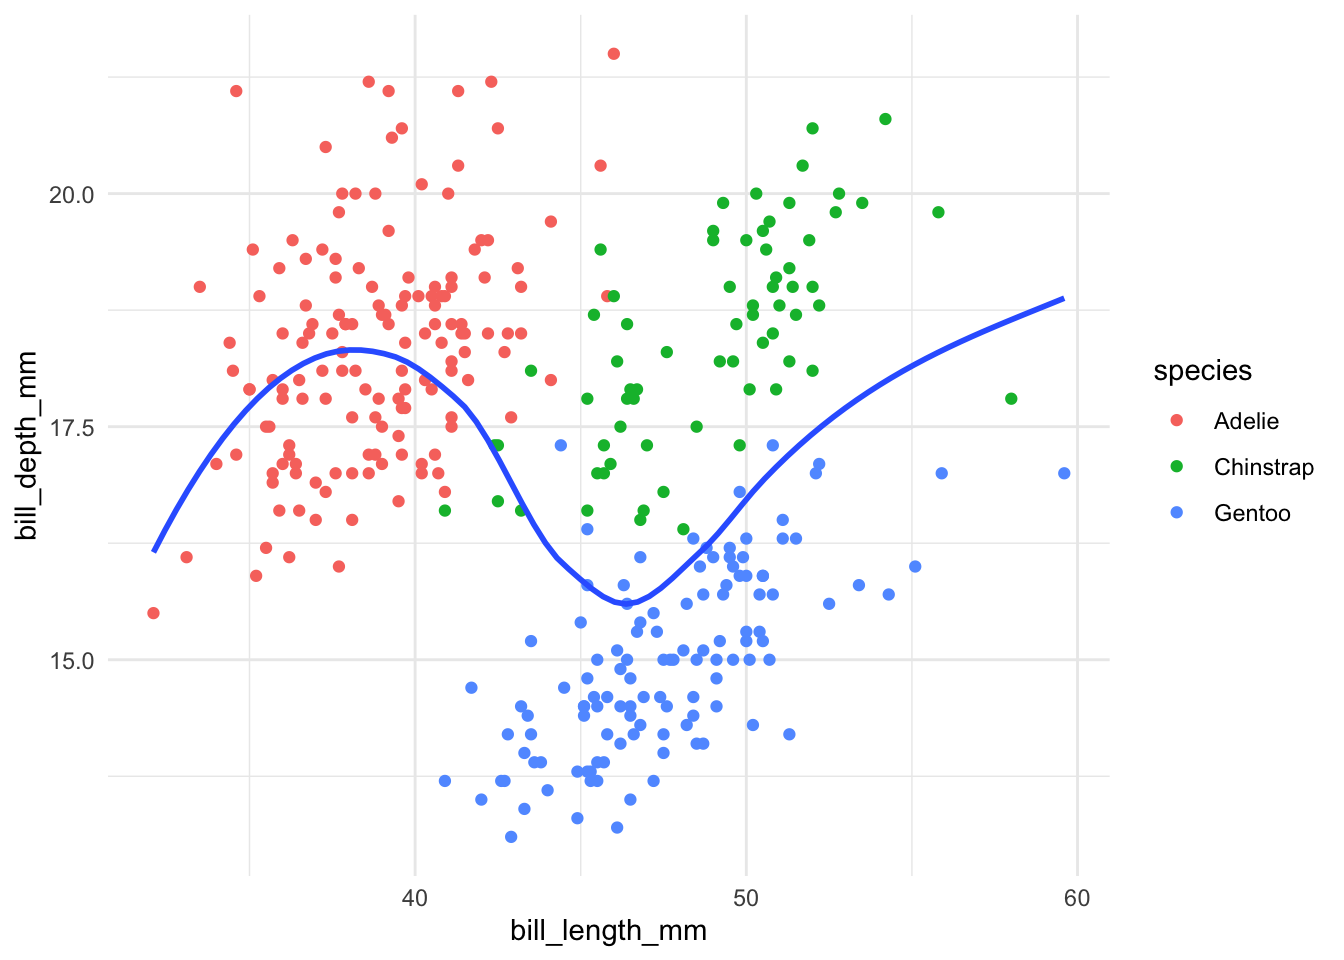 bill_depth_mm
20.0
17.5
15.0
40
50
60
bill_length_mm
species
Adelie
Chinstrap
Gentoo